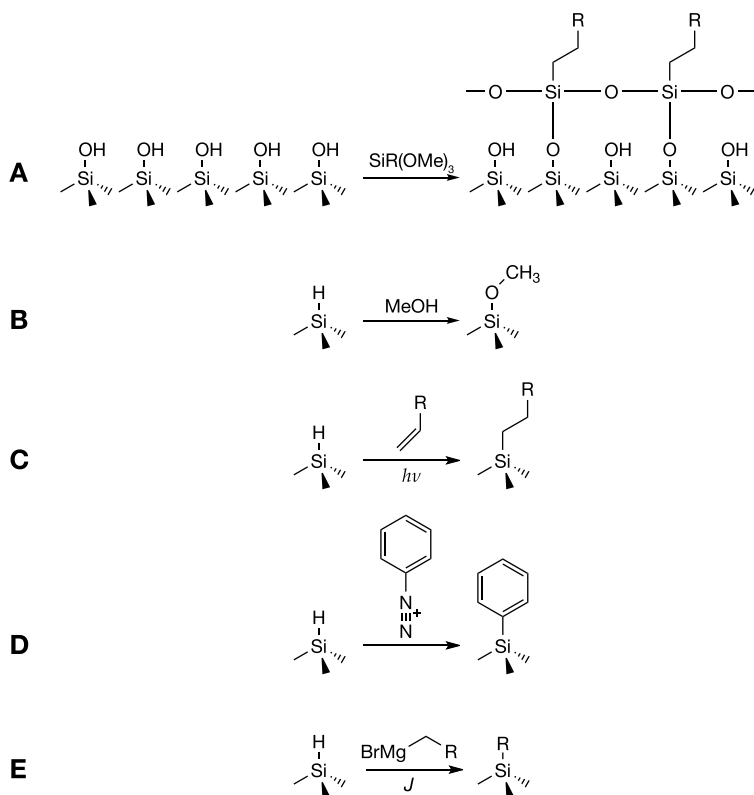 R R
O Si O Si O
OH OH OH OH OH SiR(OMe)₃ OH O OH O OH
A Si Si Si Si Si Si Si Si Si Si
CH₃
H MeOH O
B Si Si
R R
H
C Si hν Si
N
H +
N
D Si Si
H BrMg R R
E Si J Si